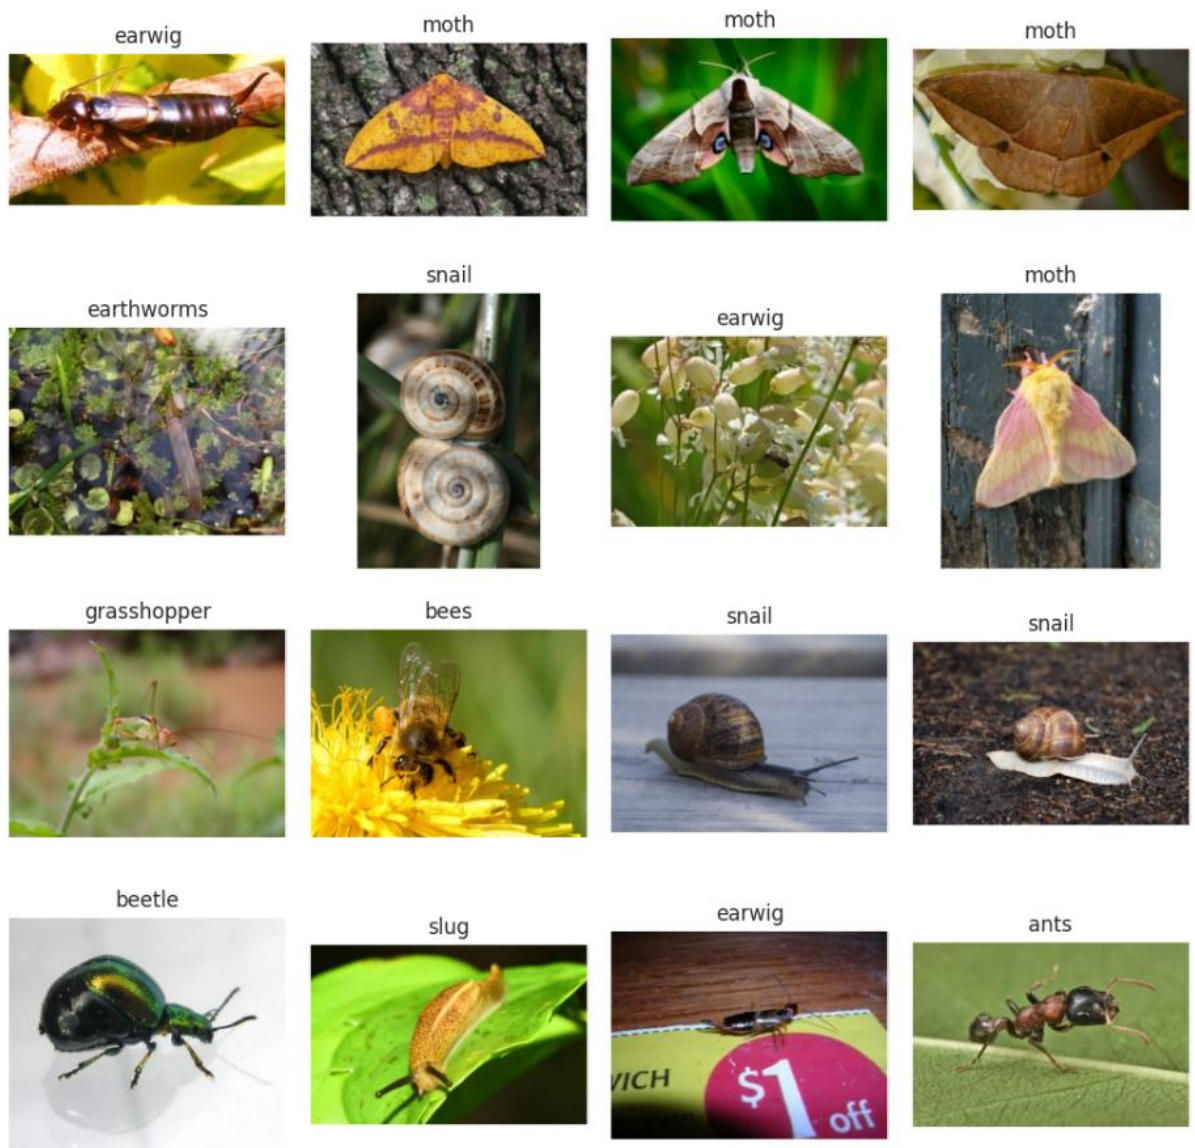 earwig
moth
moth
moth
earthworms
snail
earwig
moth
grasshopper
bees
snail
snail
beetle
slug
earwig
ants
VICH
$1
off